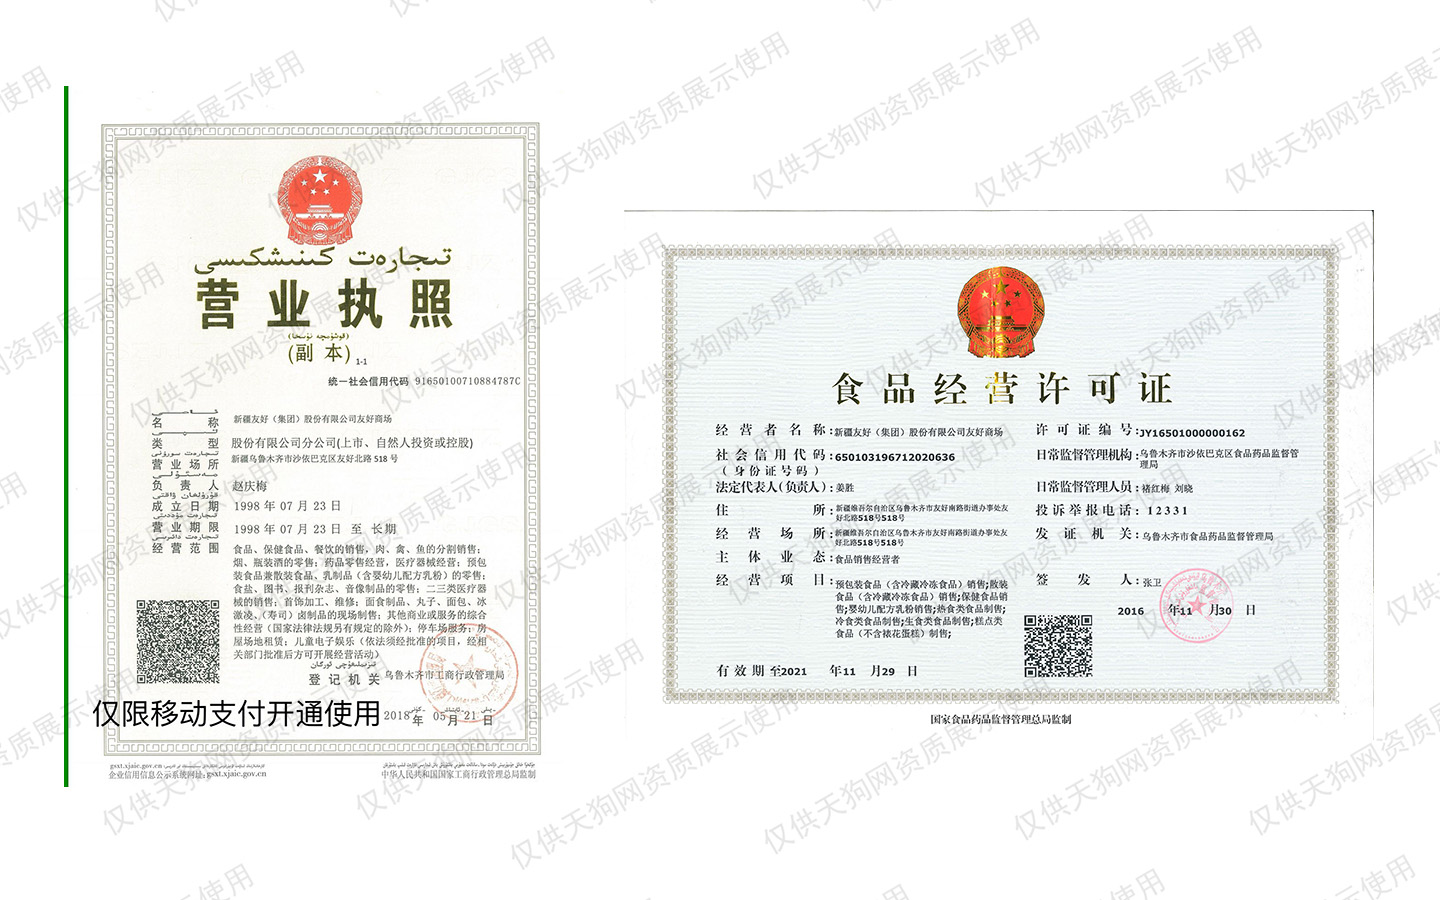 تىجارەت كىنىشكىسى
营业执照
(قوشۇمچە نۇسخا)
(副 本) 1-1
统一社会信用代码 91650100710884787C
名 称 新疆友好（集团）股份有限公司友好商场
类 型 股份有限公司分公司(上市、自然人投资或控股)
营业场所 新疆乌鲁木齐市沙依巴克区友好北路 518 号
负 责 人 赵庆梅
成立日期 1998 年 07 月 23 日
营业期限 1998 年 07 月 23 日 至 长期
经营范围 食品、保健食品、餐饮的销售，肉、禽、鱼的分割销售；
烟、瓶装酒的零售；药品零售经营，医疗器械经营；预包
装食品兼散装食品、乳制品（含婴幼儿配方乳粉）的零售；
食盐、图书、报刊杂志、音像制品的零售；二三类医疗器
械的销售；首饰加工、维修；面食制品、丸子、面包、冰
激凌、（寿司）卤制品的现场制售；其他商业或服务的综合
性经营（国家法律法规另有规定的除外）；停车场服务；房
屋场地租赁；儿童电子娱乐（依法须经批准的项目，经相
关部门批准后方可开展经营活动）
登记机关 乌鲁木齐市工商行政管理局
仅限移动支付开通使用
2018 年 05 月 21 日
gsxt.xjaic.gov.cn
企业信用信息公示系统网址: gsxt.xjaic.gov.cn
中华人民共和国国家工商行政管理总局监制
食品经营许可证
经营者名称: 新疆友好（集团）股份有限公司友好商场
社会信用代码: 650103196712020636
(身份证号码)
法定代表人(负责人): 姜胜
住 所: 新疆维吾尔自治区乌鲁木齐市友好南路街道办事处友
好北路518号518号
经营场所: 新疆维吾尔自治区乌鲁木齐市友好南路街道办事处友
好北路518号518号
主体业态: 食品销售经营者
经营项目: 预包装食品（含冷藏冷冻食品）销售;散装
食品（含冷藏冷冻食品）销售;保健食品销
售;婴幼儿配方乳粉销售;热食类食品制售;
冷食类食品制售;生食类食品制售;糕点类
食品（不含裱花蛋糕）制售;
有效期至2021 年11 月29 日
许可证编号: JY16501000000162
日常监督管理机构: 乌鲁木齐市沙依巴克区食品药品监督管
理局
日常监督管理人员: 褚红梅 刘晓
投诉举报电话: 12331
发证机关: 乌鲁木齐市食品药品监督管理局
签发人: 张卫
2016 年11 月30 日
国家食品药品监督管理总局监制
仅供天狗网资质展示使用